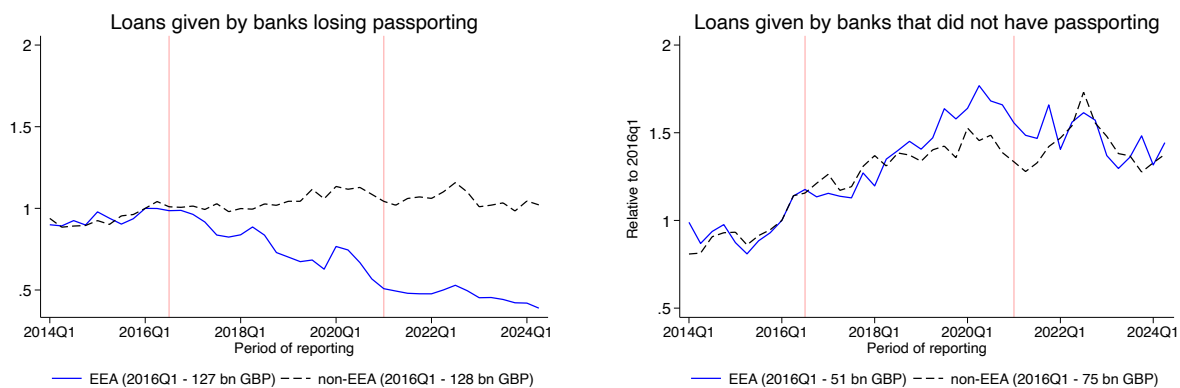 Loans given by banks losing passporting
2
1.5
1
.5
2014Q1 2016Q1 2018Q1 2020Q1 2022Q1 2024Q1
Period of reporting
EEA (2016Q1 - 127 bn GBP) non-EEA (2016Q1 - 128 bn GBP)
Loans given by banks that did not have passporting
Relative to 2016q1
2
1.5
1
.5
2014Q1 2016Q1 2018Q1 2020Q1 2022Q1 2024Q1
Period of reporting
EEA (2016Q1 - 51 bn GBP) non-EEA (2016Q1 - 75 bn GBP)